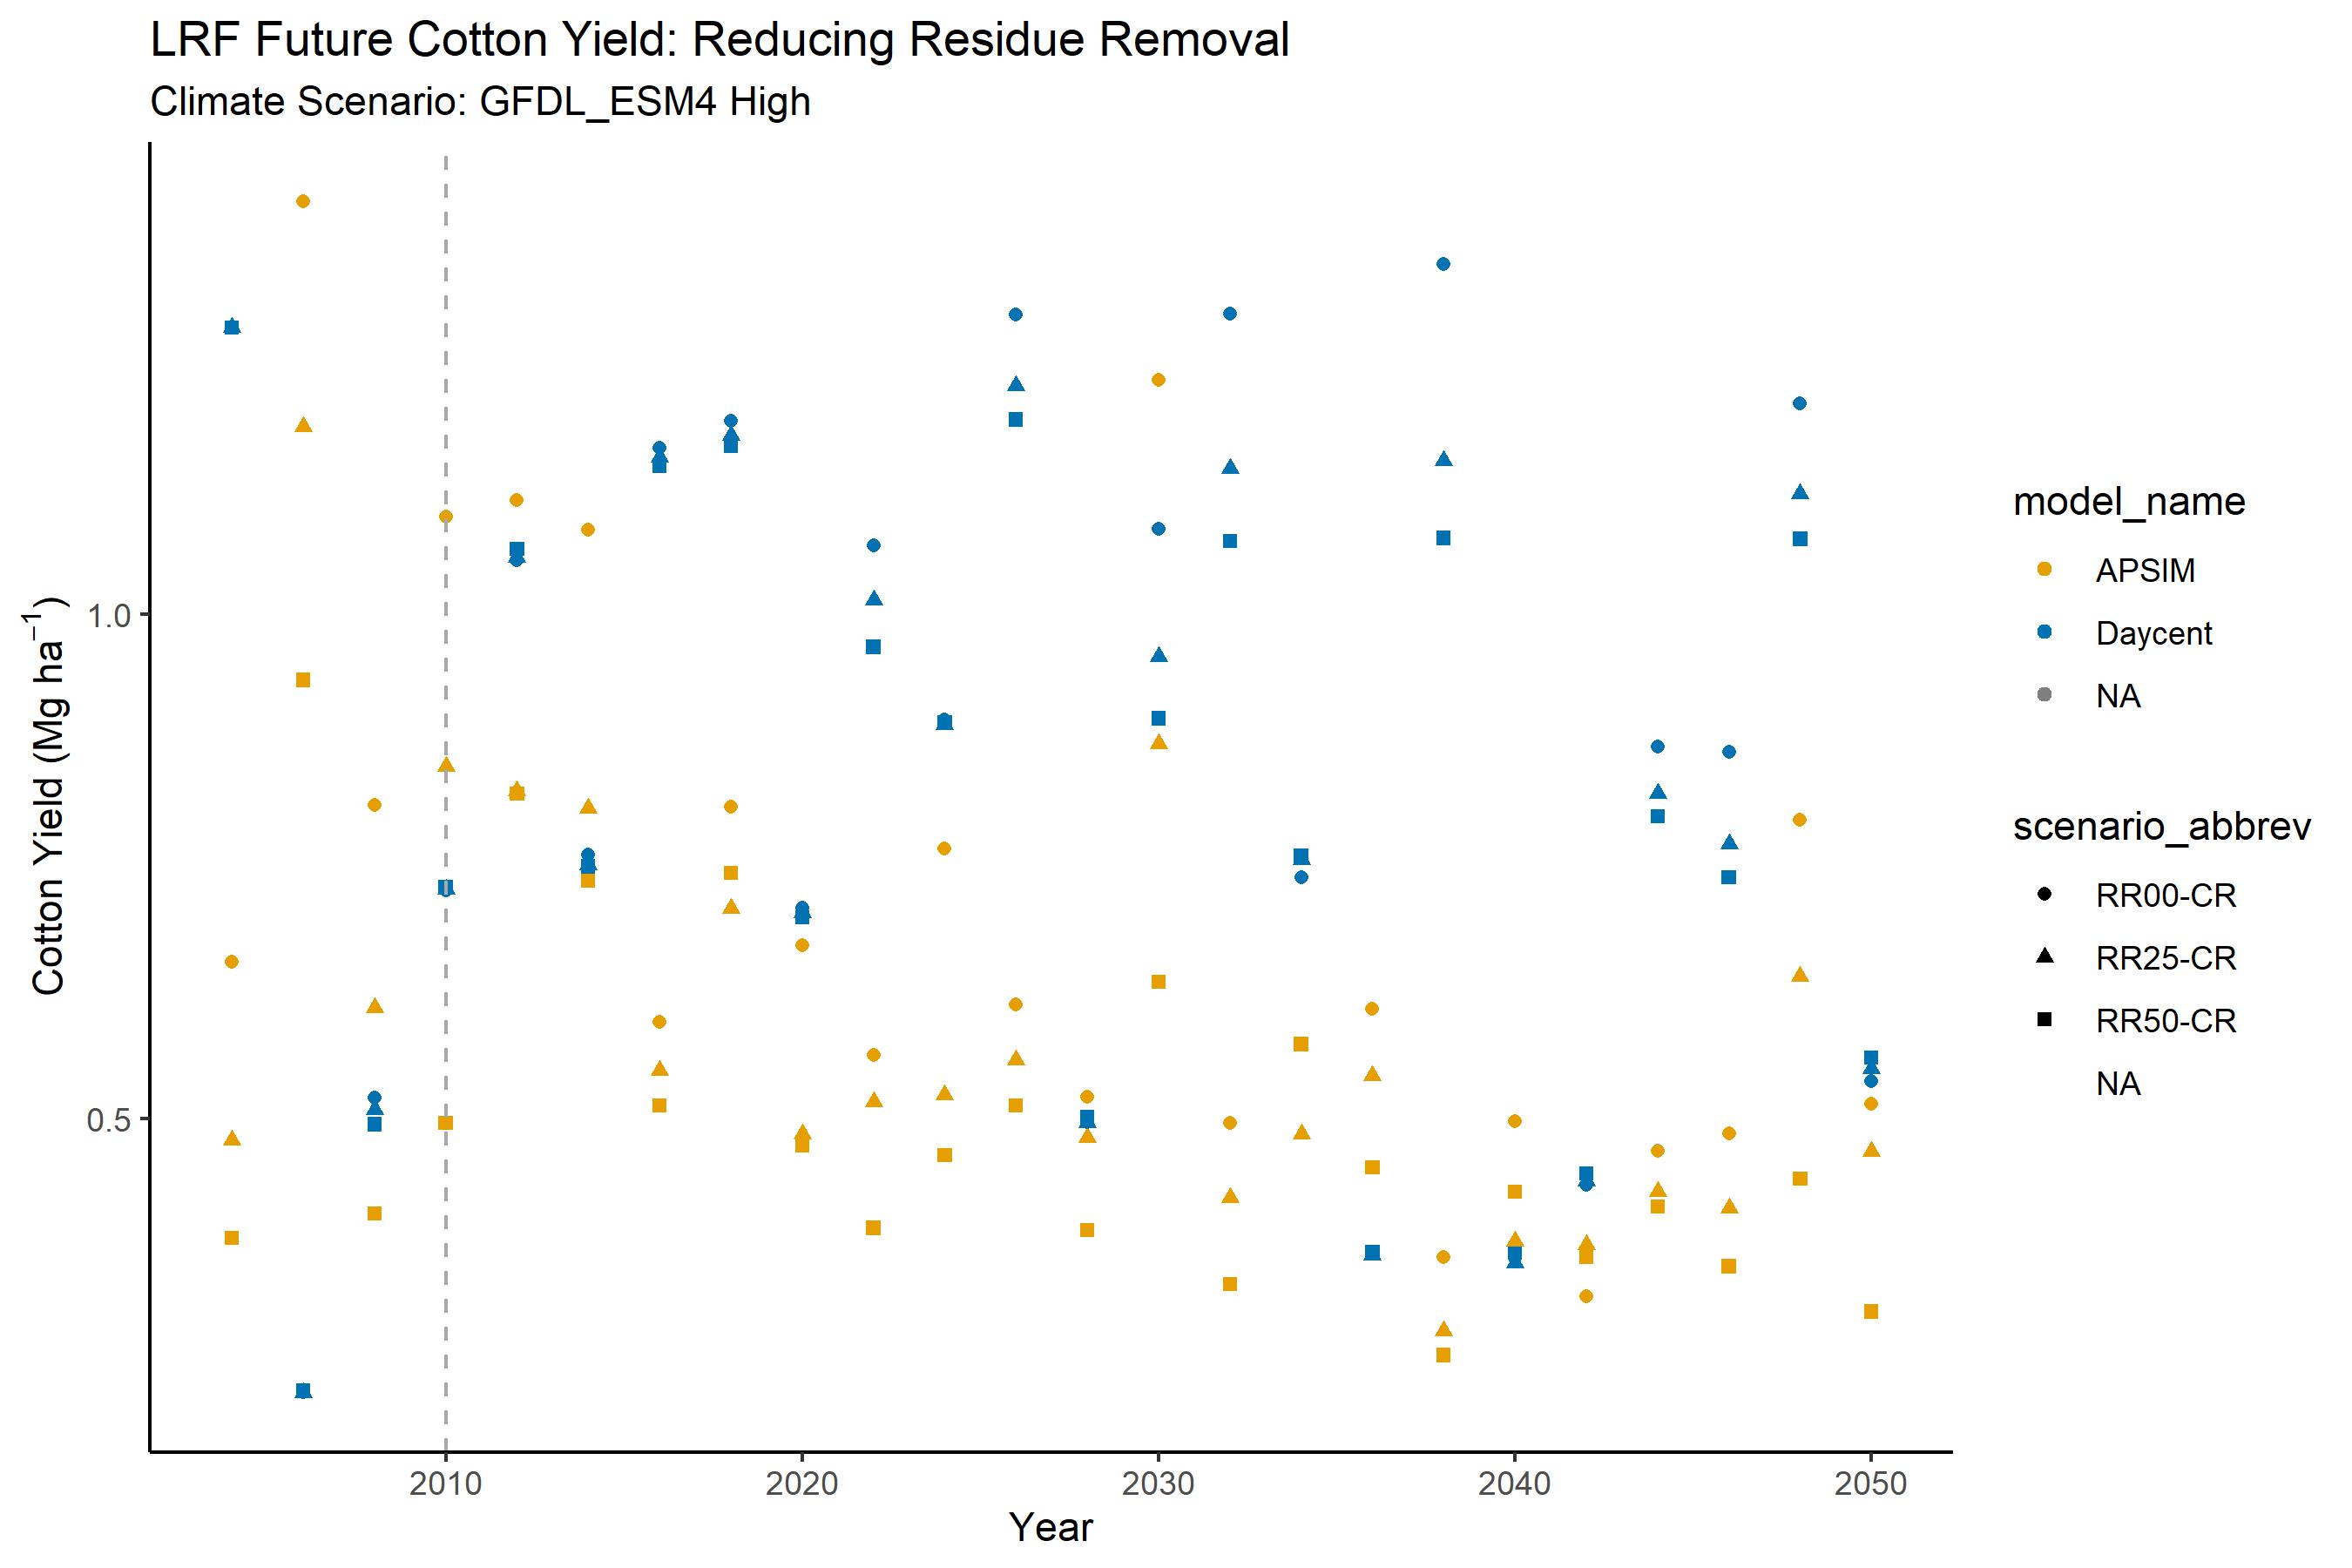 LRF Future Cotton Yield: Reducing Residue Removal
Climate Scenario: GFDL_ESM4 High
Cotton Yield (Mg ha⁻¹)
1.0
0.5
2010 2020 2030 2040 2050
Year
model_name
APSIM
Daycent
NA
scenario_abbrev
RR00-CR
RR25-CR
RR50-CR
NA